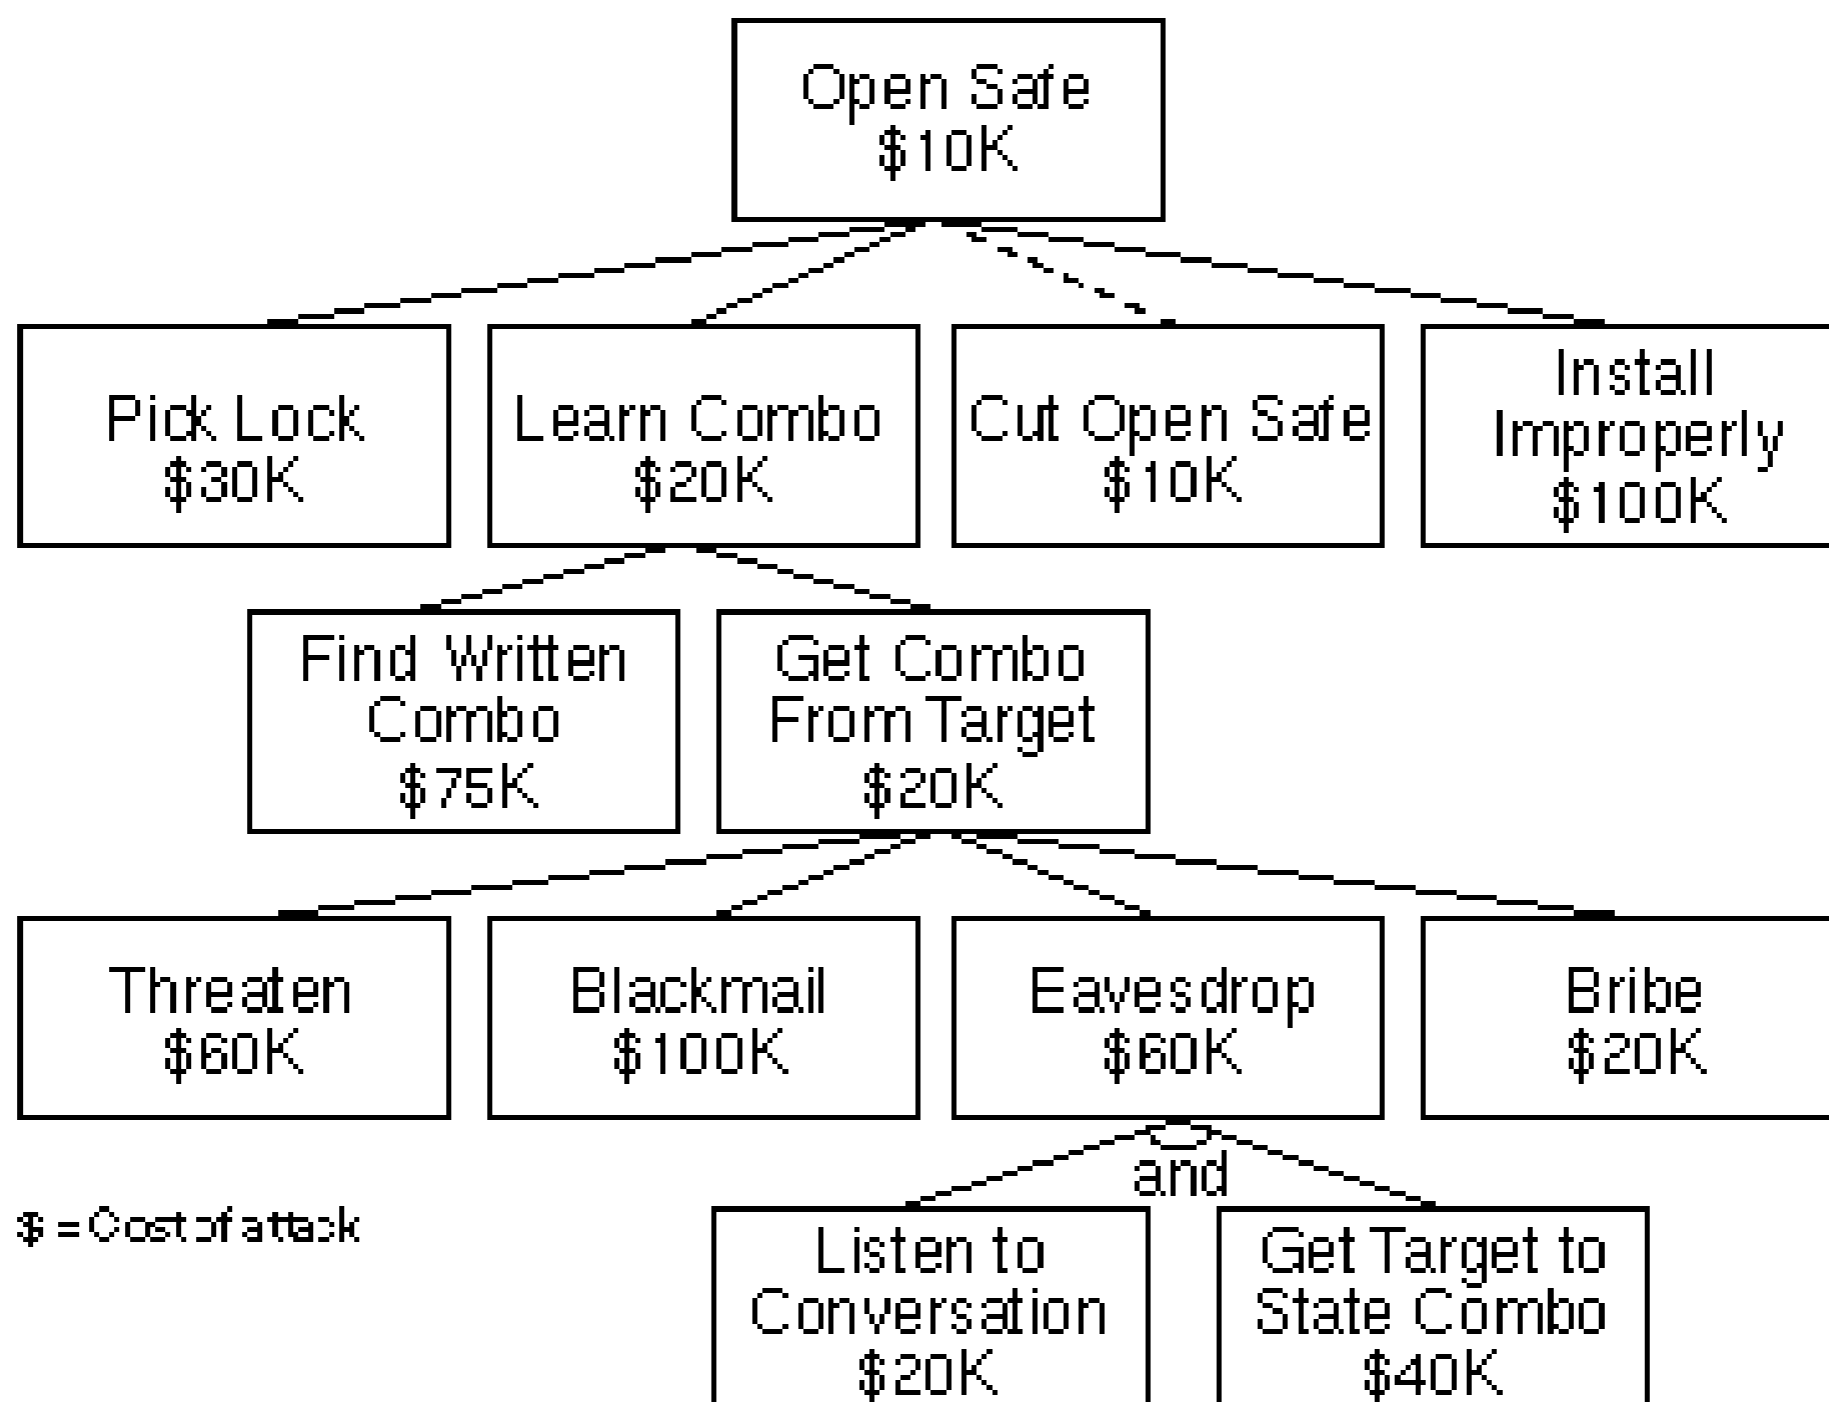 Open Safe
$10K
Pick Lock
$30K
Learn Combo
$20K
Cut Open Safe
$10K
Install
Improperly
$100K
Find Written
Combo
$75K
Get Combo
From Target
$20K
Threaten
$60K
Blackmail
$100K
Eavesdrop
$60K
Bribe
$20K
and
$ = Cost of attack
Listen to
Conversation
$20K
Get Target to
State Combo
$40K